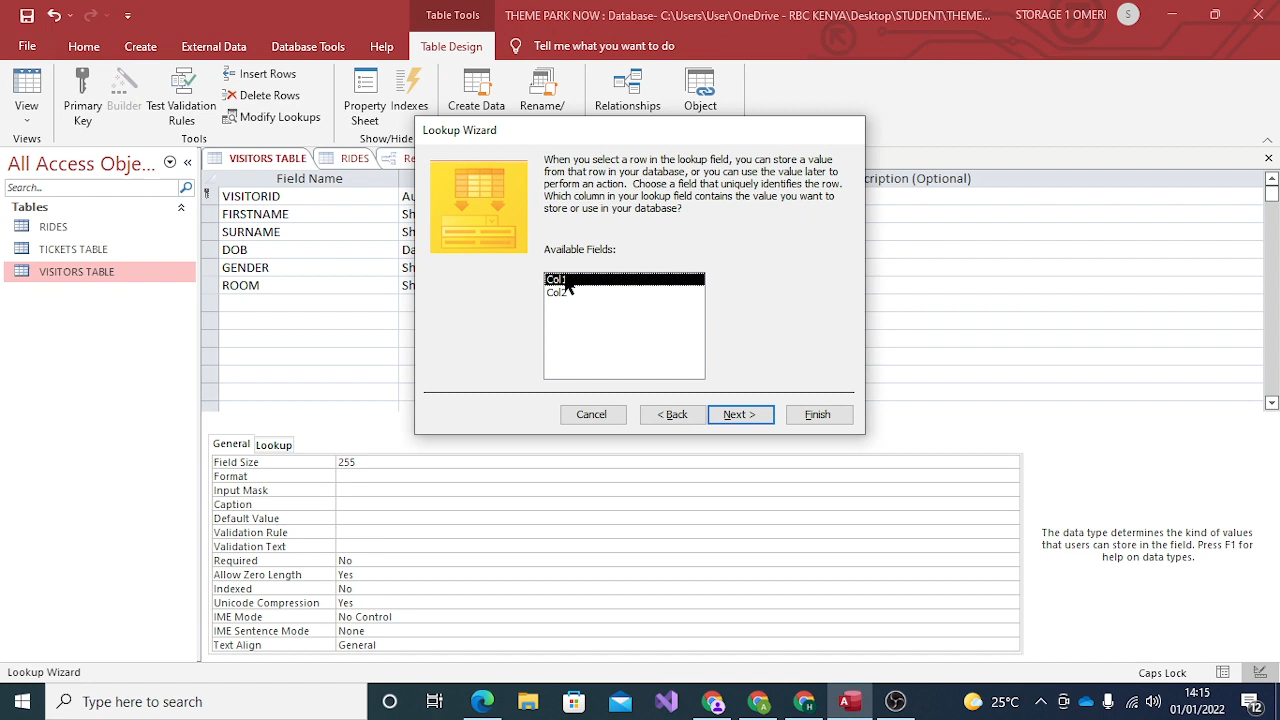 Table Tools
THEME PARK NOW : Database- C:\Users\User\OneDrive - RBC KENYA\Desktop\STUDENT\THEME...
STORAGE 1 OMERI
S
File
Home
Create
External Data
Database Tools
Help
Table Design
Tell me what you want to do
View
Primary Key
Builder
Test Validation Rules
Insert Rows
Delete Rows
Modify Lookups
Property Sheet
Indexes
Create Data
Rename/
Relationships
Object
Views
Tools
Show/Hide
All Access Obje...
Search...
Tables
RIDES
TICKETS TABLE
VISITORS TABLE
VISITORS TABLE
RIDES
Re
Field Name
cription (Optional)
VISITORID
Au
FIRSTNAME
Sh
SURNAME
Sh
DOB
Da
GENDER
Sh
ROOM
Sh
Lookup Wizard
When you select a row in the lookup field, you can store a value
from that row in your database, or you can use the value later to
perform an action. Choose a field that uniquely identifies the row.
Which column in your lookup field contains the value you want to
store or use in your database?
Available Fields:
Col1
Col2
Cancel
< Back
Next >
Finish
General
Lookup
Field Size 255
Format
Input Mask
Caption
Default Value
Validation Rule
Validation Text
Required No
Allow Zero Length Yes
Indexed No
Unicode Compression Yes
IME Mode No Control
IME Sentence Mode None
Text Align General
The data type determines the kind of values
that users can store in the field. Press F1 for
help on data types.
Lookup Wizard
Caps Lock
Type here to search
25°C
14:15
01/01/2022
12